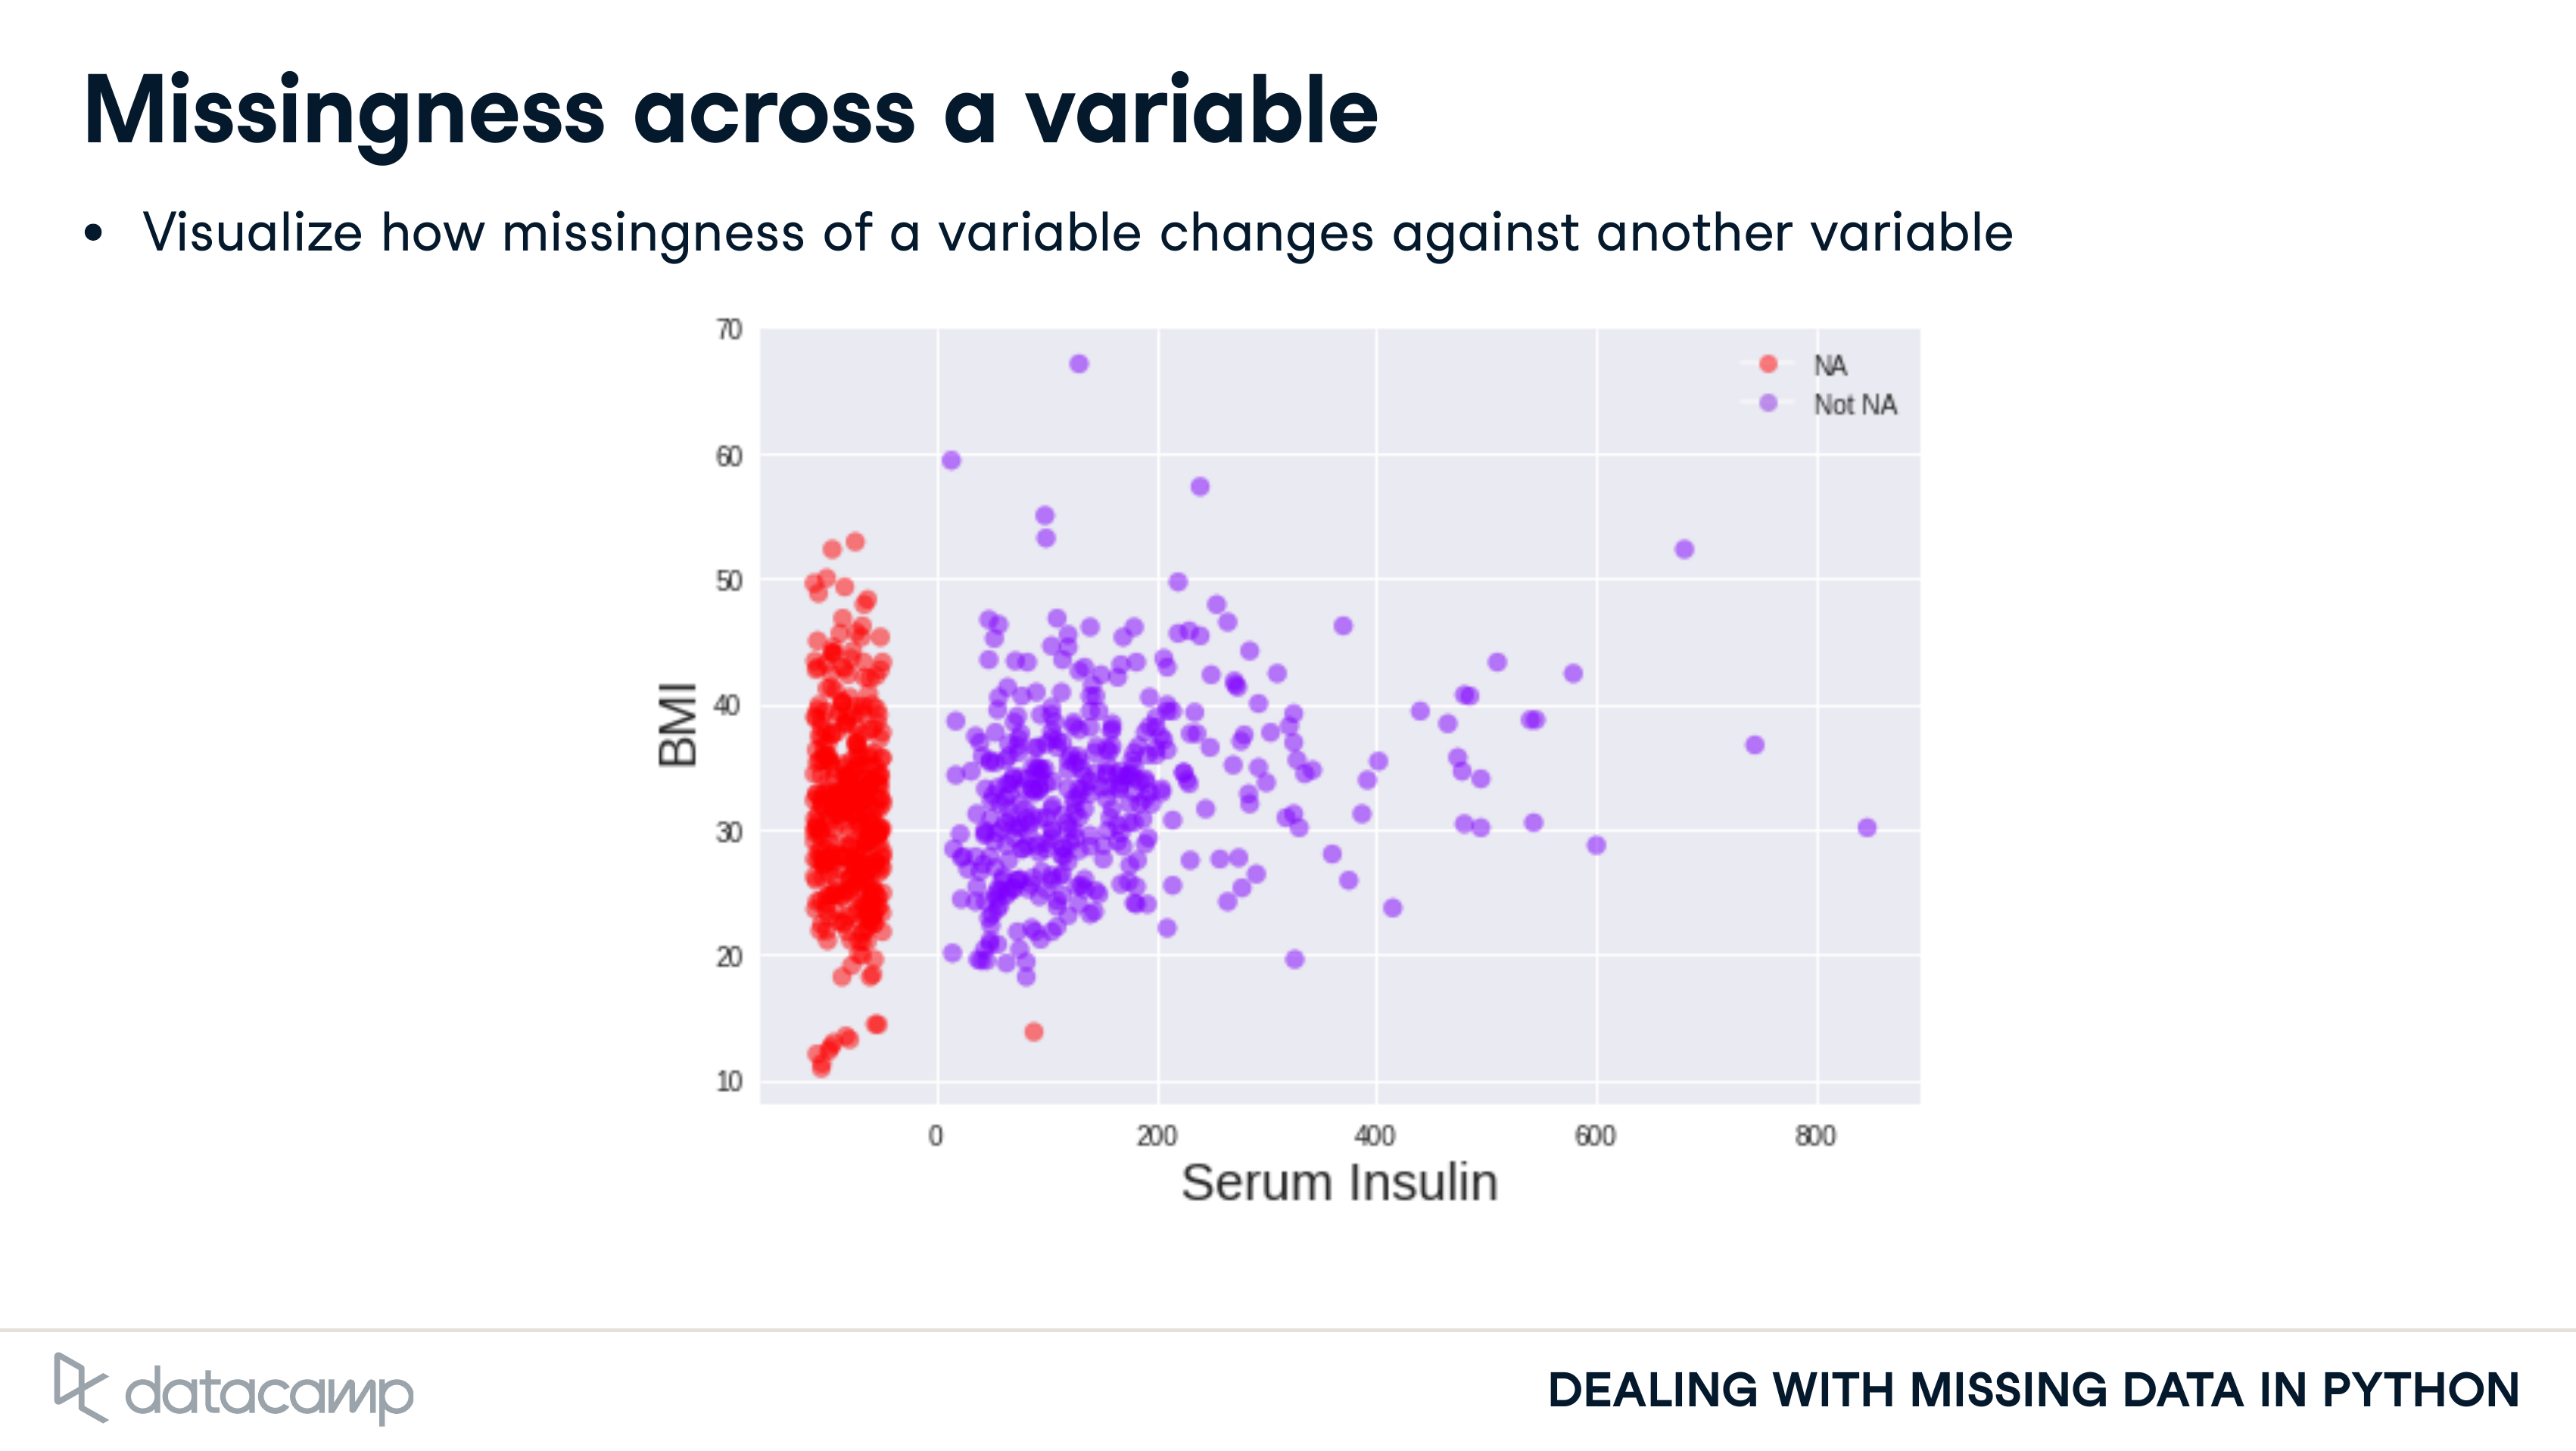 Missingness across a variable
• Visualize how missingness of a variable changes against another variable
70
60
50
40
30
20
10
BMI
NA
Not NA
0 200 400 600 800
Serum Insulin
datacamp
DEALING WITH MISSING DATA IN PYTHON